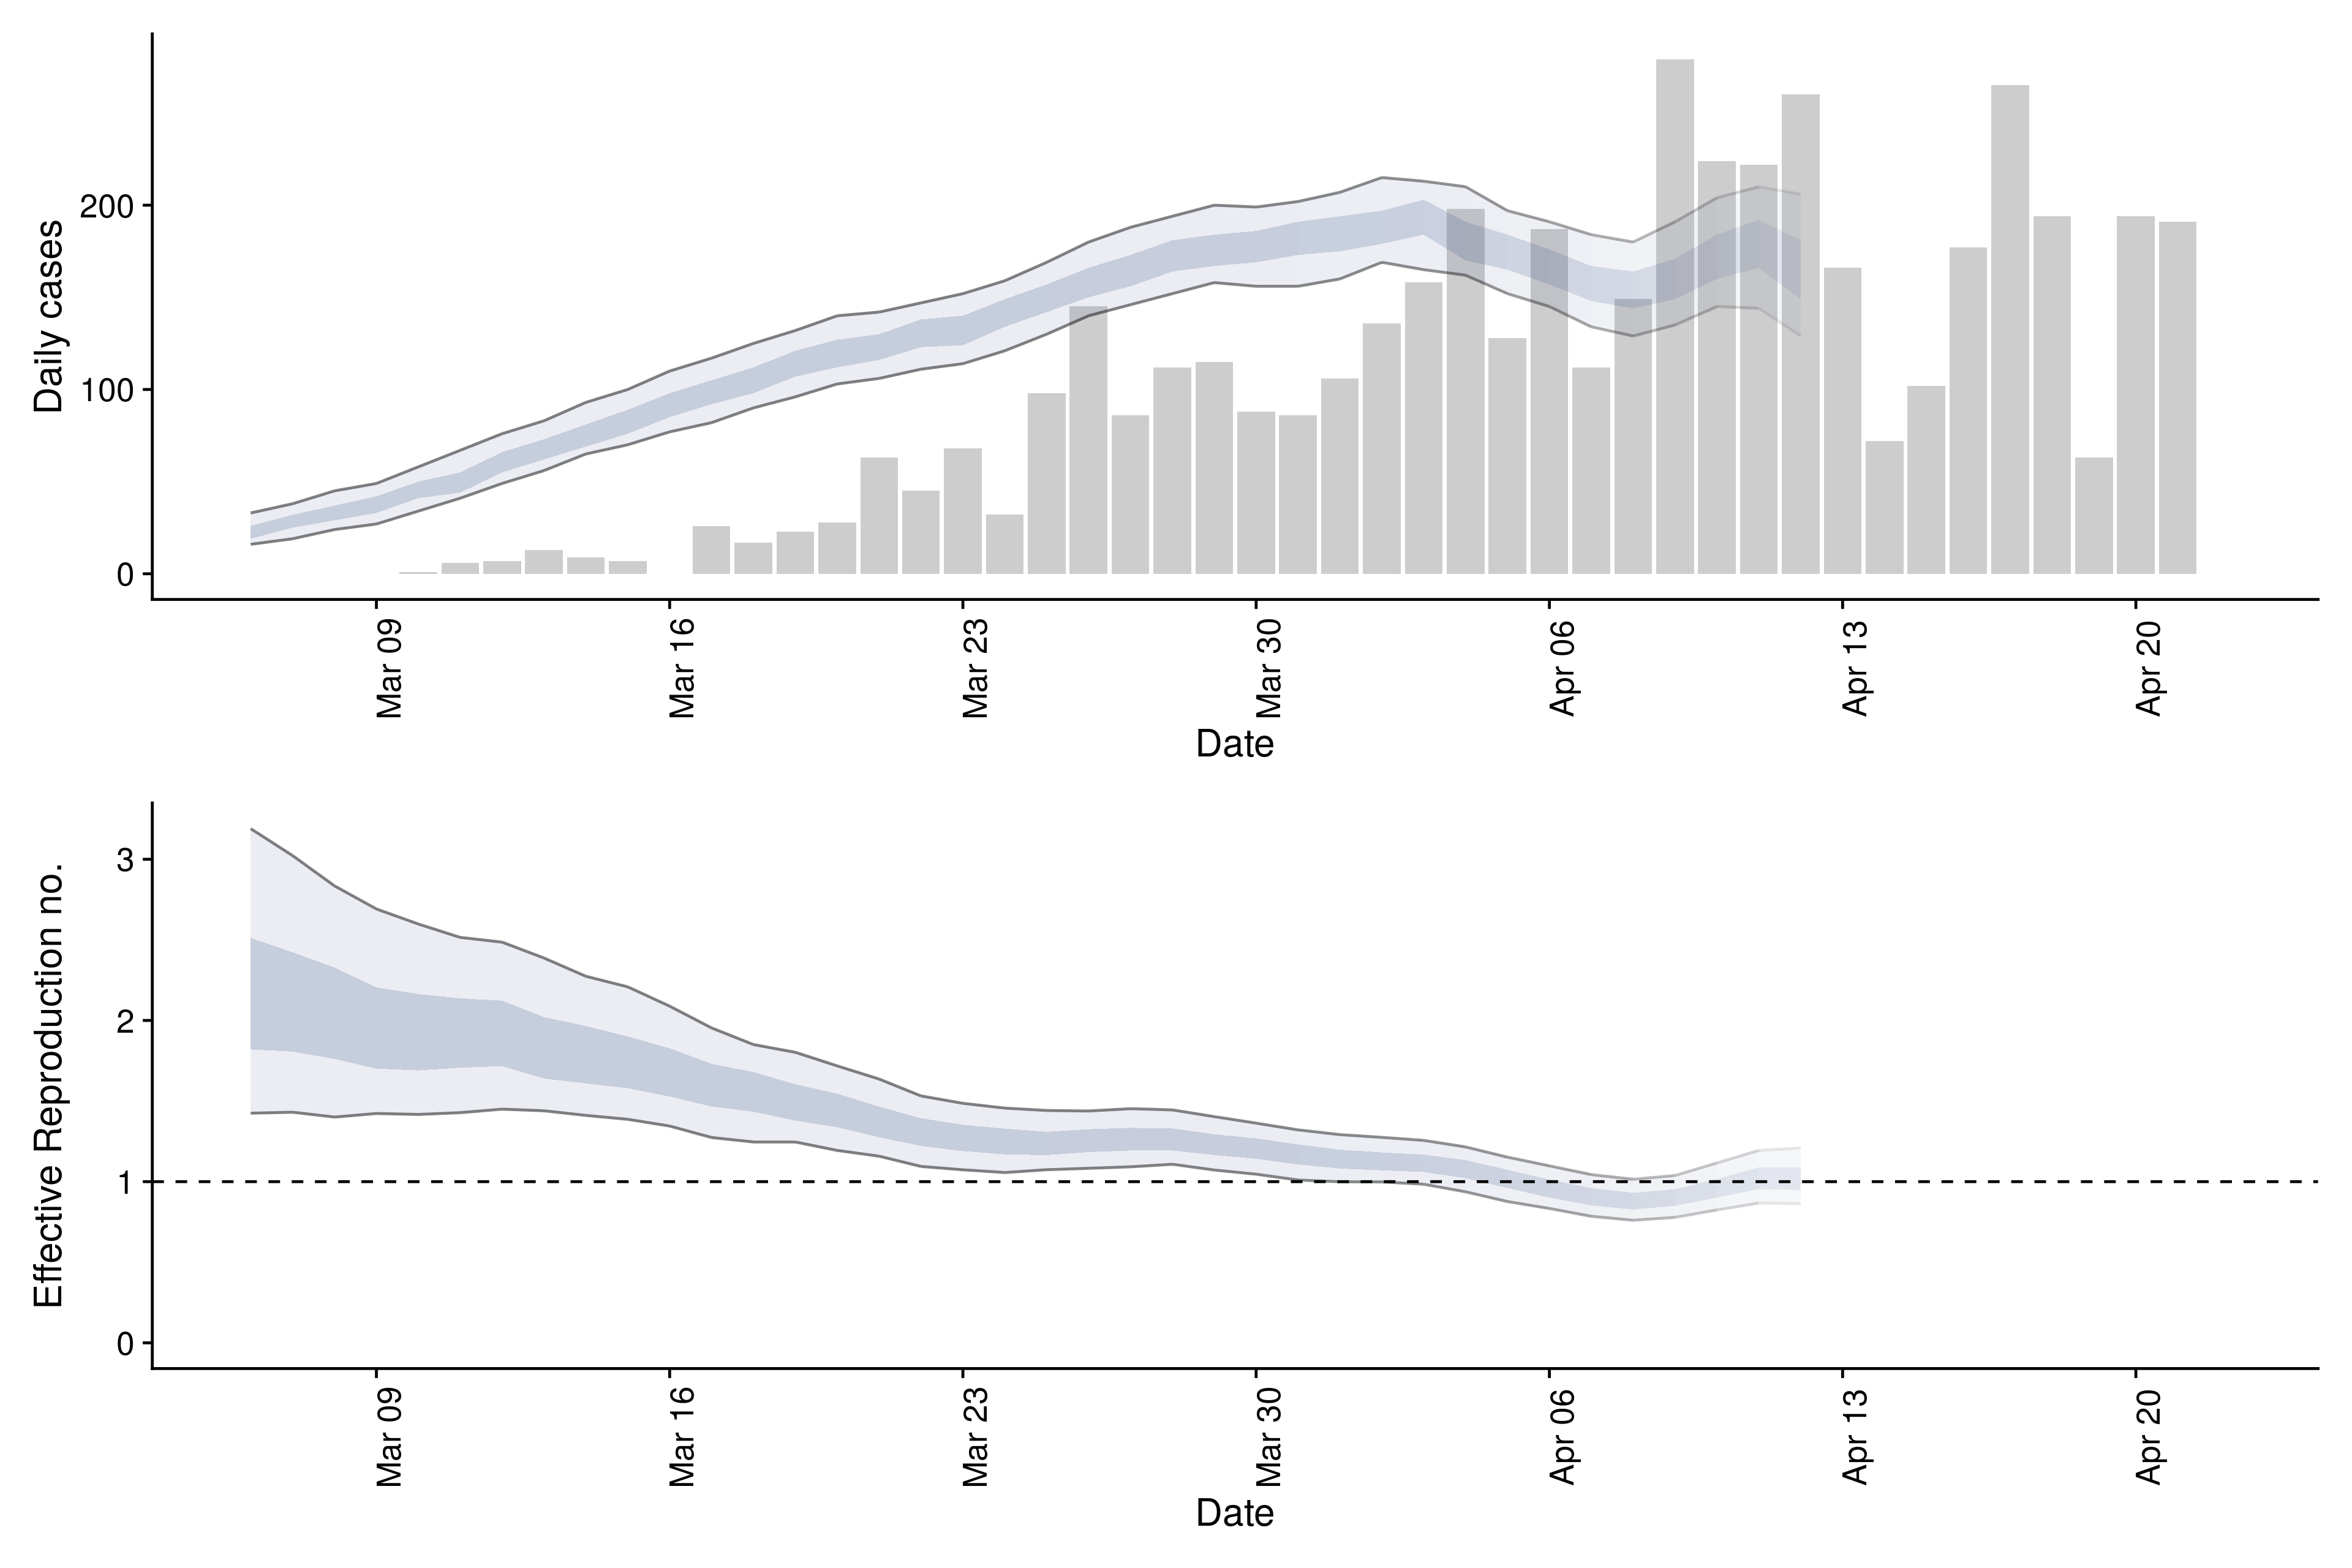 Daily cases
200
100
0
Mar 09
Mar 16
Mar 23
Mar 30
Apr 06
Apr 13
Apr 20
Date
Effective Reproduction no.
3
2
1
0
Mar 09
Mar 16
Mar 23
Mar 30
Apr 06
Apr 13
Apr 20
Date